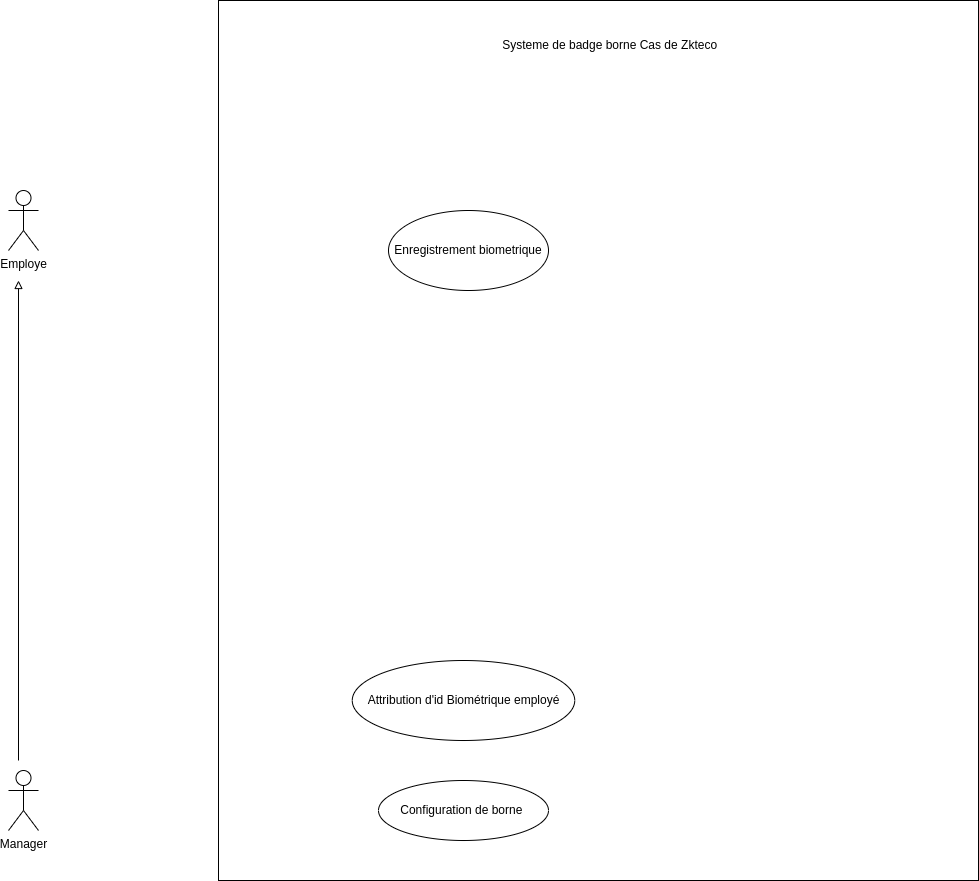 Systeme de badge borne Cas de Zkteco
Employe
Enregistrement biometrique
Attribution d'id Biométrique employé
Configuration de borne
Manager